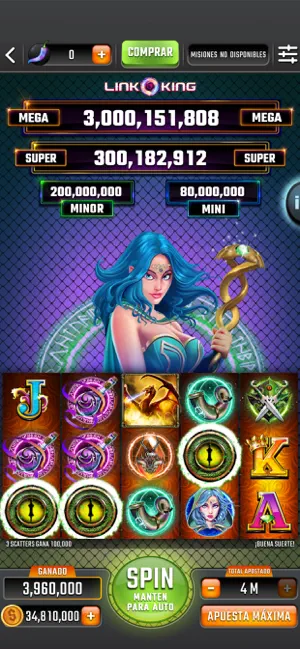 0
+
COMPRAR
MISIONES NO DISPONIBLES
LINK KING
MEGA 3,000,151,808 MEGA
SUPER 300,182,912 SUPER
200,000,000 80,000,000
MINOR MINI
i
J
K
A
3 SCATTERS GANA 100,000 ¡BUENA SUERTE!
GANADO
3,960,000
34,810,000 +
SPIN
MANTÉN
PARA AUTO
TOTAL APOSTADO
- 4 M +
APUESTA MÁXIMA